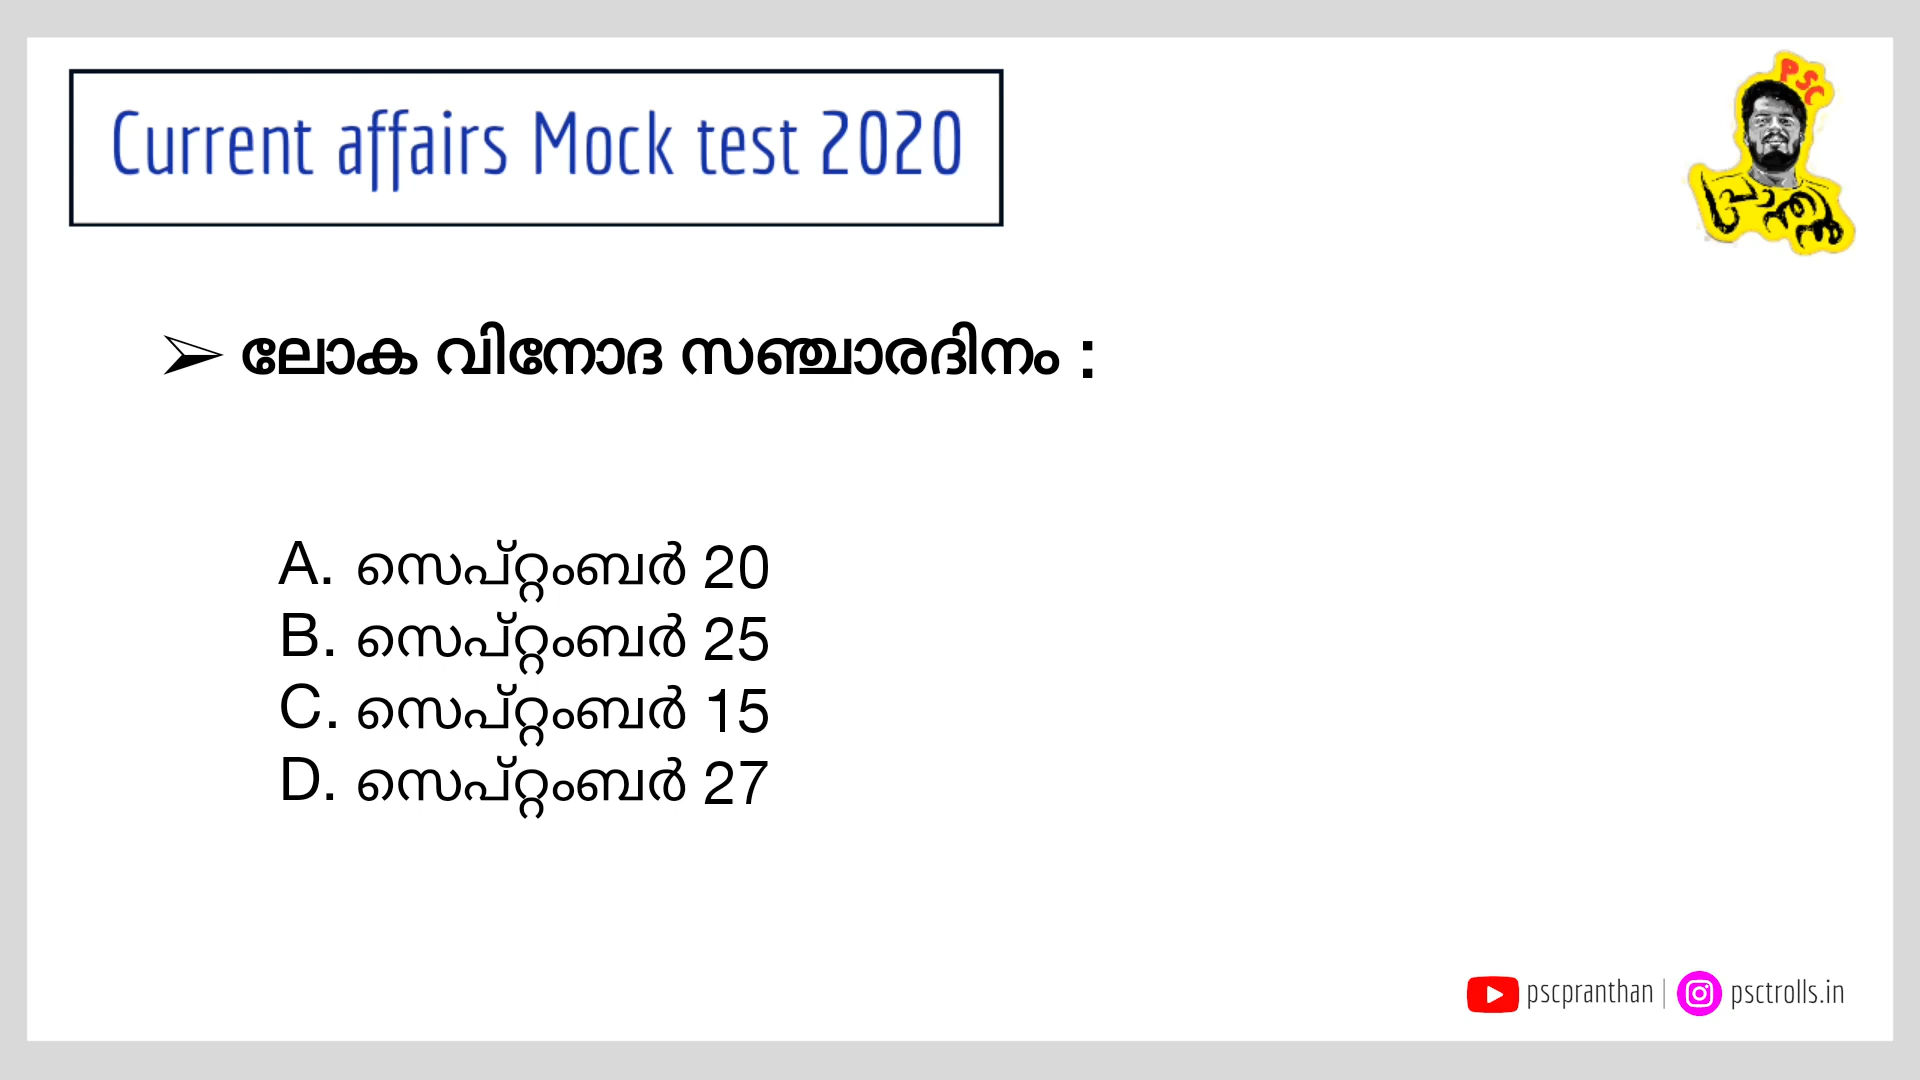 Current affairs Mock test 2020
PSC
പ്രാന്തൻ
➢ ലോക വിനോദ സഞ്ചാരദിനം :
A. സെപ്റ്റംബർ 20
B. സെപ്റ്റംബർ 25
C. സെപ്റ്റംബർ 15
D. സെപ്റ്റംബർ 27
pscpranthan | psctrolls.in